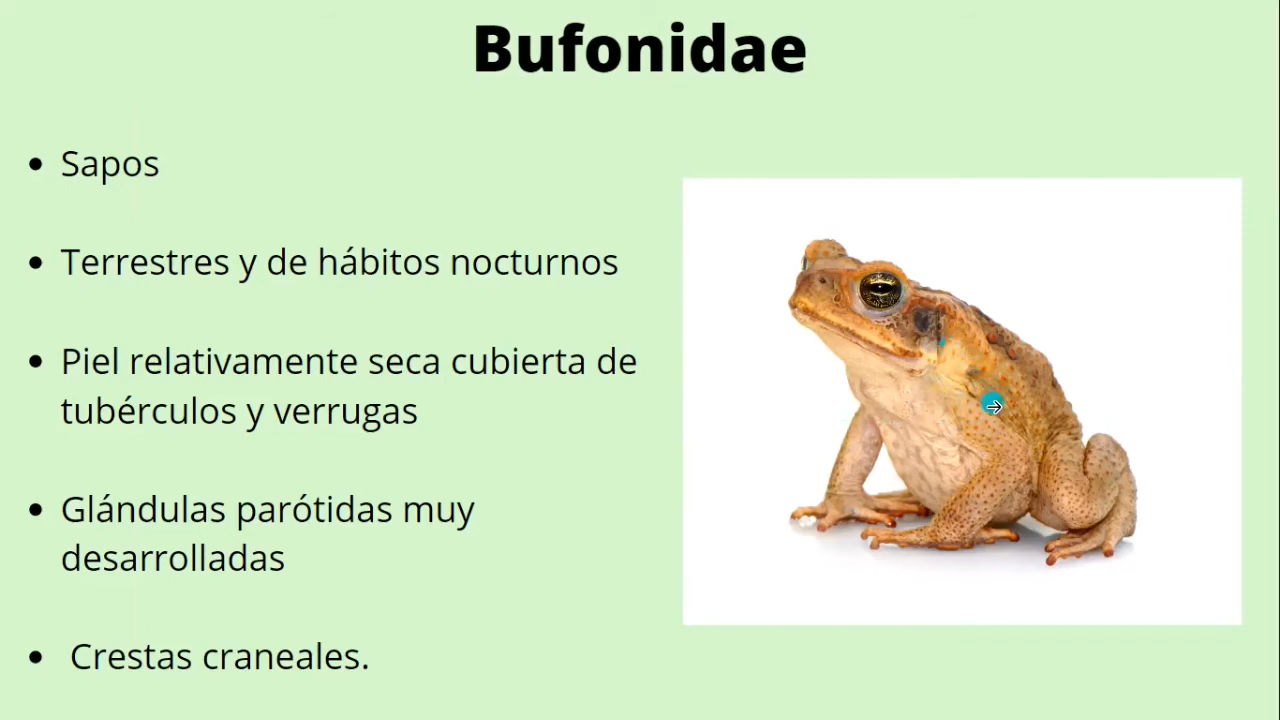 Bufonidae
• Sapos
• Terrestres y de hábitos nocturnos
• Piel relativamente seca cubierta de
tubérculos y verrugas
• Glándulas parótidas muy
desarrolladas
• Crestas craneales.